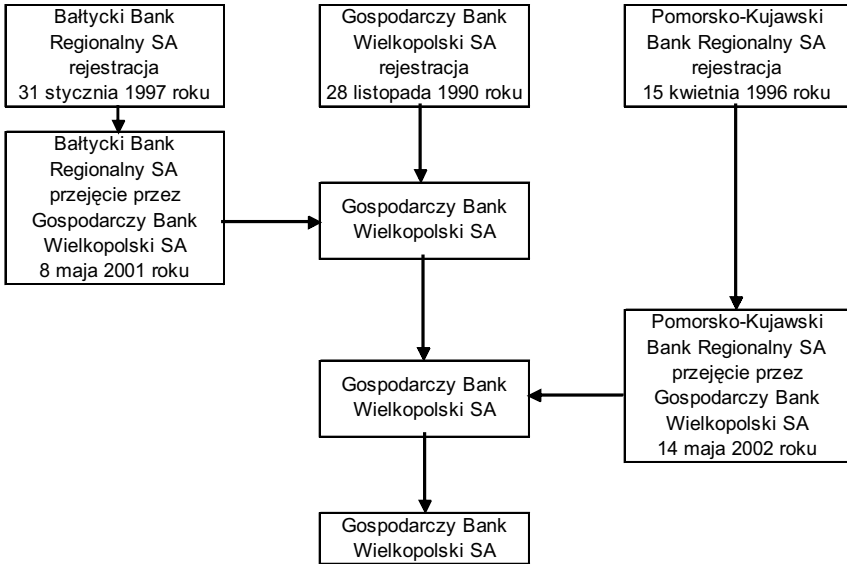 Bałtycki Bank
Regionalny SA
rejestracja
31 stycznia 1997 roku
Gospodarczy Bank
Wielkopolski SA
rejestracja
28 listopada 1990 roku
Pomorsko-Kujawski
Bank Regionalny SA
rejestracja
15 kwietnia 1996 roku
Bałtycki Bank
Regionalny SA
przejęcie przez
Gospodarczy Bank
Wielkopolski SA
8 maja 2001 roku
Gospodarczy Bank
Wielkopolski SA
Gospodarczy Bank
Wielkopolski SA
Pomorsko-Kujawski
Bank Regionalny SA
przejęcie przez
Gospodarczy Bank
Wielkopolski SA
14 maja 2002 roku
Gospodarczy Bank
Wielkopolski SA